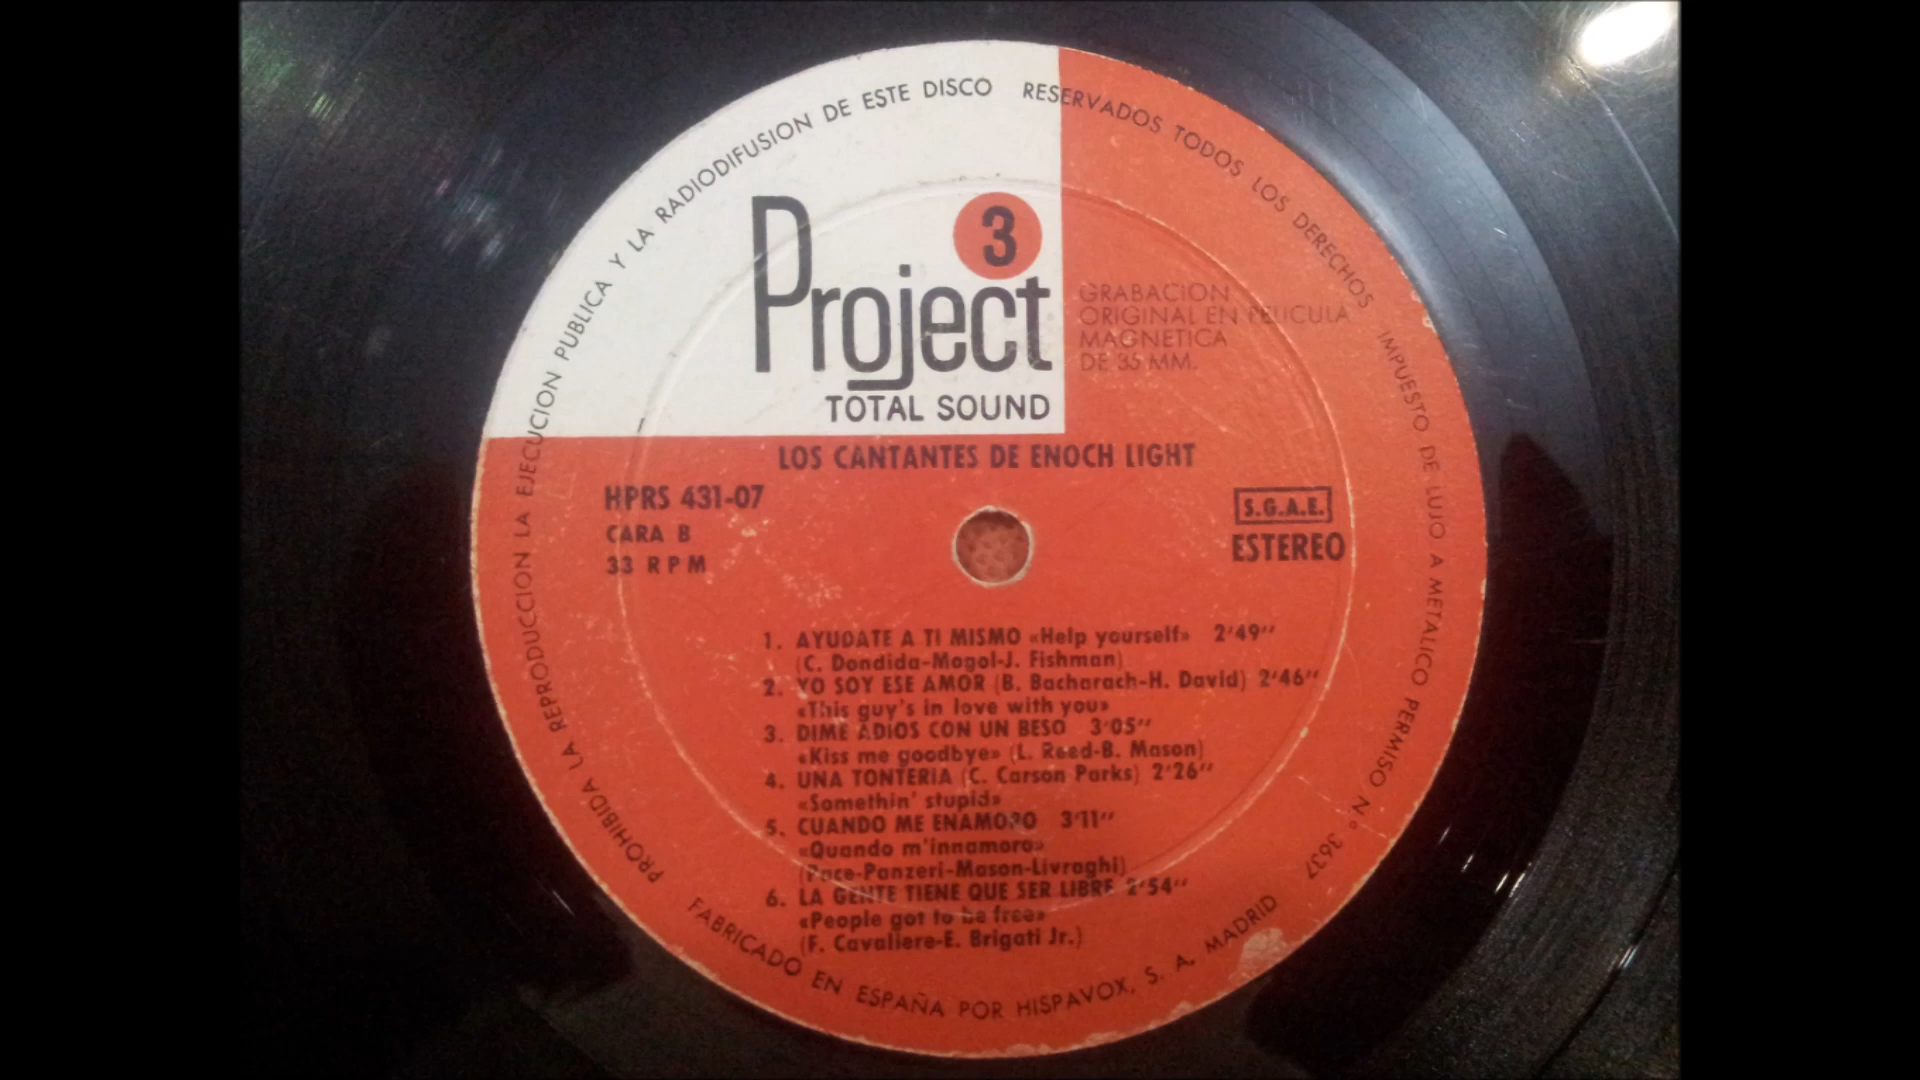 PROHIBIDA LA REPRODUCCION LA EJECUCION PUBLICA Y LA RADIODIFUSION DE ESTE DISCO RESERVADOS TODOS LOS DERECHOS IMPUESTO DE LUJO A METALICO PERMISO Nº 3637
3
Project
TOTAL SOUND
GRABACION
ORIGINAL EN PELICULA
MAGNETICA
DE 35 MM.
LOS CANTANTES DE ENOCH LIGHT
HPRS 431-07
CARA B
33 RPM
S.G.A.E.
ESTEREO
1. AYUDATE A TI MISMO «Help yourself» 2'49''
(C. Dondida-Mogol-J. Fishman)
2. YO SOY ESE AMOR (B. Bacharach-H. David) 2'46''
«This guy's in love with you»
3. DIME ADIOS CON UN BESO 3'05''
«Kiss me goodbye» (L. Reed-B. Mason)
4. UNA TONTERIA (C. Carson Parks) 2'26''
«Somethin' stupid»
5. CUANDO ME ENAMORO 3'11''
«Quando m'innamoro»
(Pace-Panzeri-Mason-Livraghi)
6. LA GENTE TIENE QUE SER LIBRE 2'54''
«People got to be free»
(F. Cavaliere-E. Brigati Jr.)
FABRICADO EN ESPAÑA POR HISPAVOX, S. A. MADRID